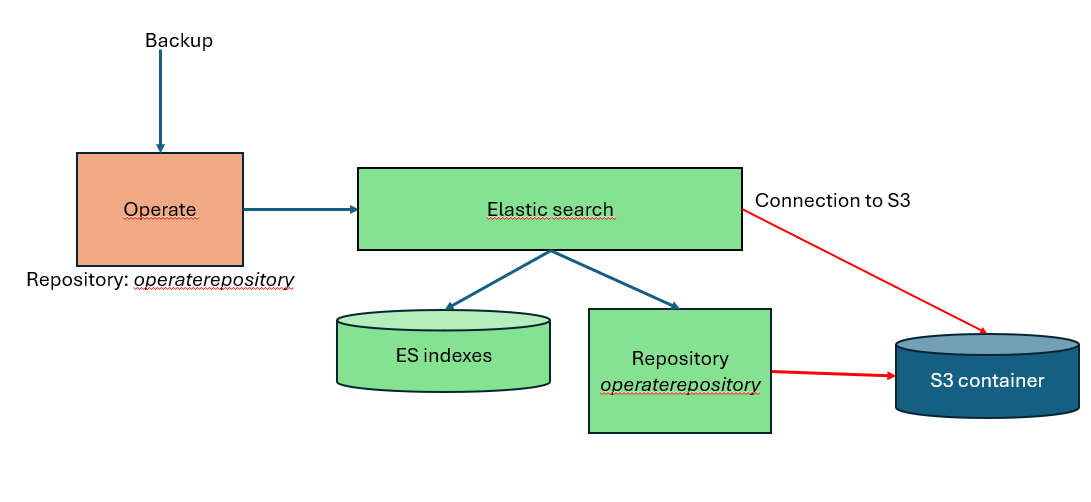 Backup
Operate
Elastic search
Connection to S3
Repository: operaterepository
ES indexes
Repository
operaterepository
S3 container